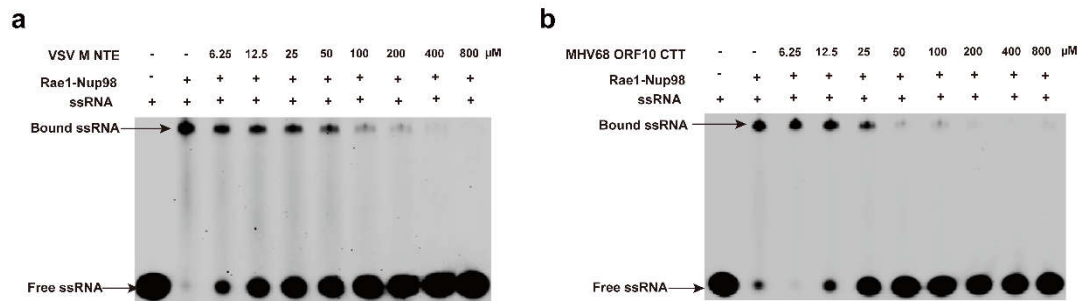 a
VSV M NTE - - 6.25 12.5 25 50 100 200 400 800 μM
Rae1-Nup98 - + + + + + + + + +
ssRNA + + + + + + + + + +
Bound ssRNA
Free ssRNA
b
MHV68 ORF10 CTT - - 6.25 12.5 25 50 100 200 400 800 μM
Rae1-Nup98 - + + + + + + + + +
ssRNA + + + + + + + + + +
Bound ssRNA
Free ssRNA